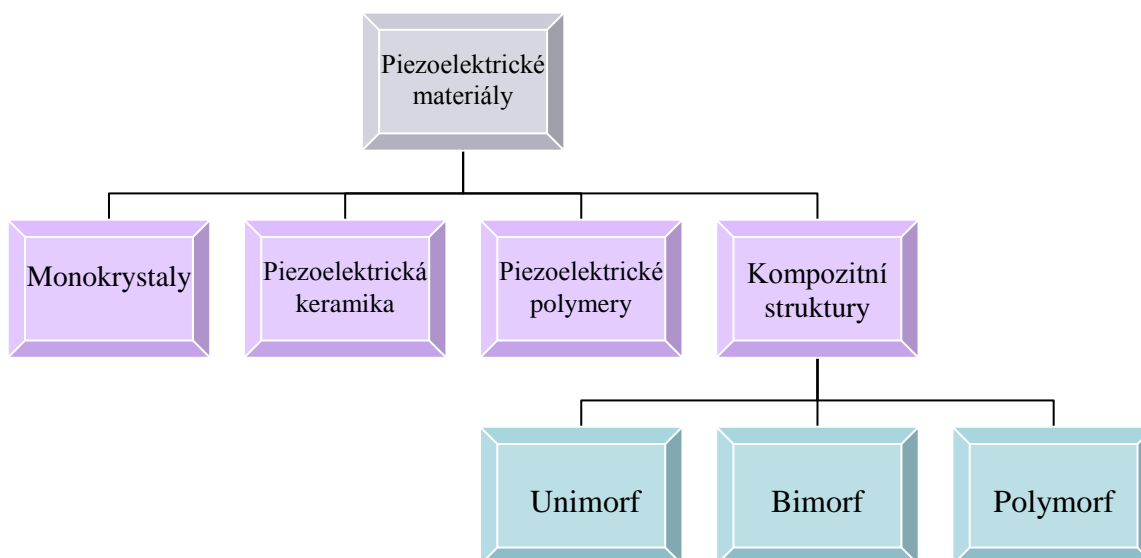 Piezoelektrické
materiály
Monokrystaly
Piezoelektrická
keramika
Piezoelektrické
polymery
Kompozitní
struktury
Unimorf
Bimorf
Polymorf